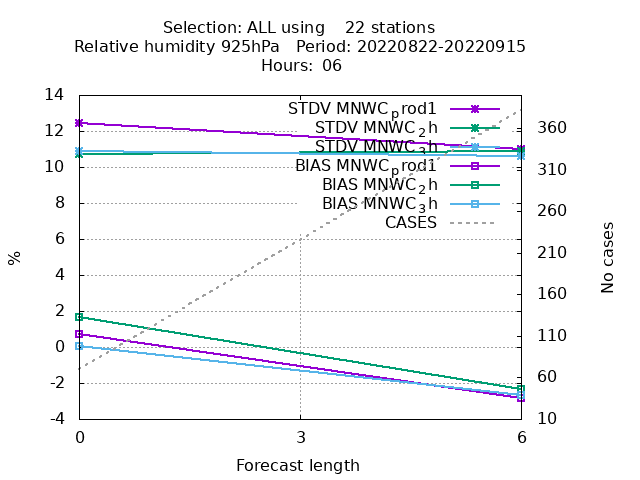 Selection: ALL using 22 stations
Relative humidity 925hPa Period: 20220822-20220915
Hours: 06
14
12
10
8
6
4
2
0
-2
-4
%
STDV MNWC_prod1
STDV MNWC_2h
STDV MNWC_3h
BIAS MNWC_prod1
BIAS MNWC_2h
BIAS MNWC_3h
CASES
360
310
260
210
160
110
60
10
No cases
0 3 6
Forecast length